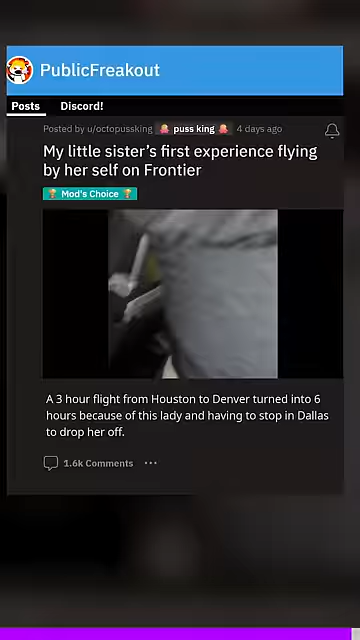 PublicFreakout
Posts Discord!
Posted by u/octopussking puss king 4 days ago
My little sister's first experience flying
by her self on Frontier
Mod's Choice
A 3 hour flight from Houston to Denver turned into 6
hours because of this lady and having to stop in Dallas
to drop her off.
1.6k Comments